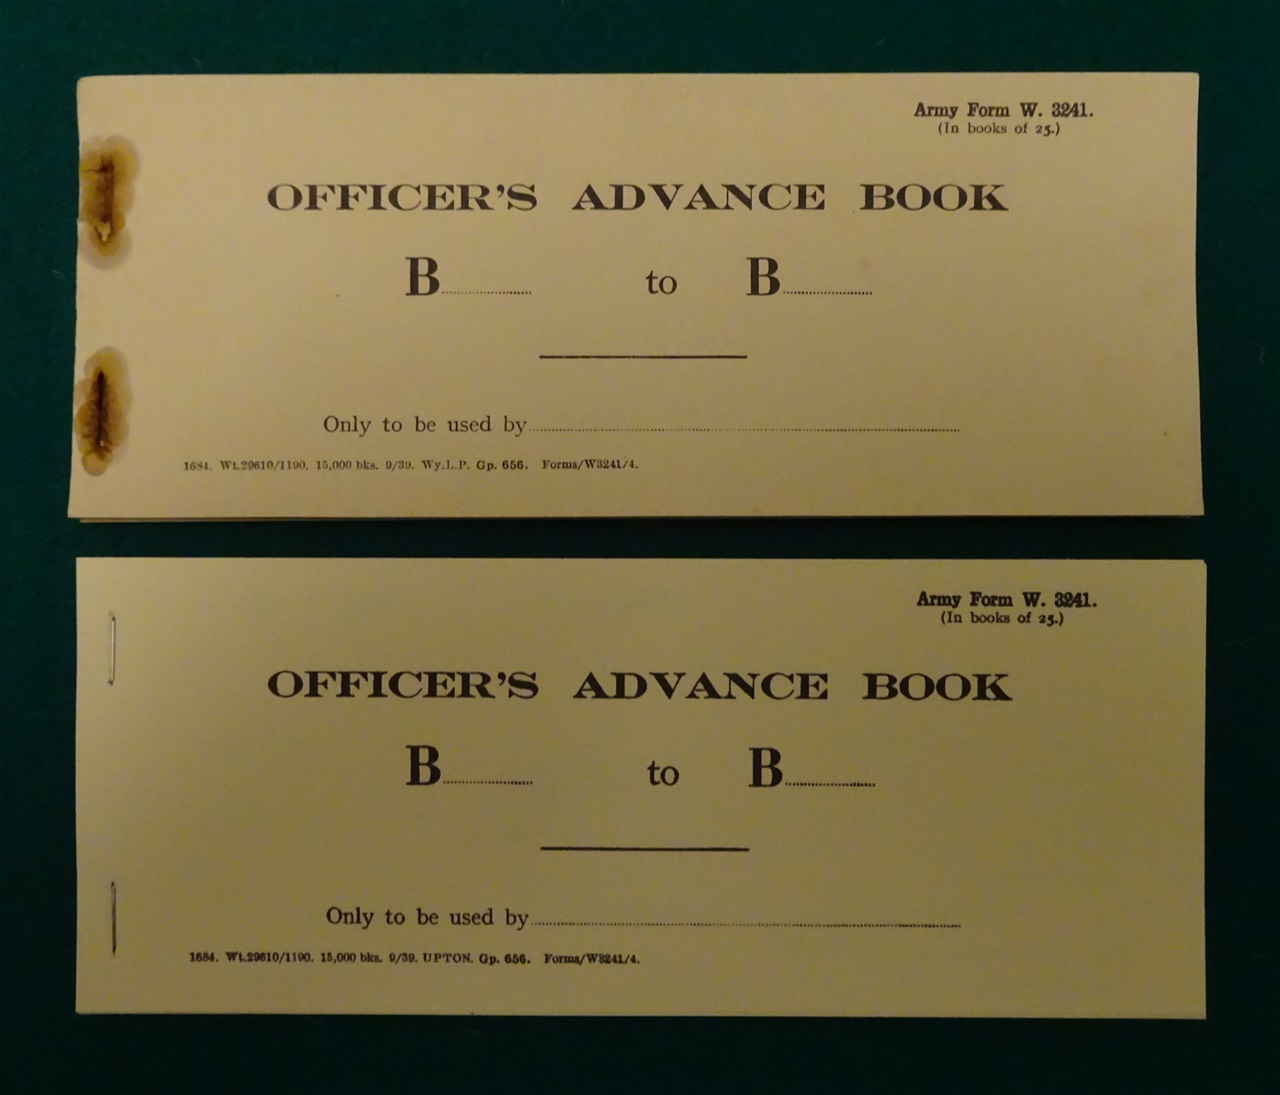 Army Form W. 3241.
(In books of 25.)
OFFICER'S ADVANCE BOOK
B to B
Only to be used by
1684. Wt.29610/1190. 15,000 bks. 9/39. Wy.L.P. Gp. 656. Forms/W3241/4.
Army Form W. 3241.
(In books of 25.)
OFFICER'S ADVANCE BOOK
B to B
Only to be used by
1684. Wt.29610/1190. 15,000 bks. 9/39. UPTON. Gp. 656. Forms/W3241/4.